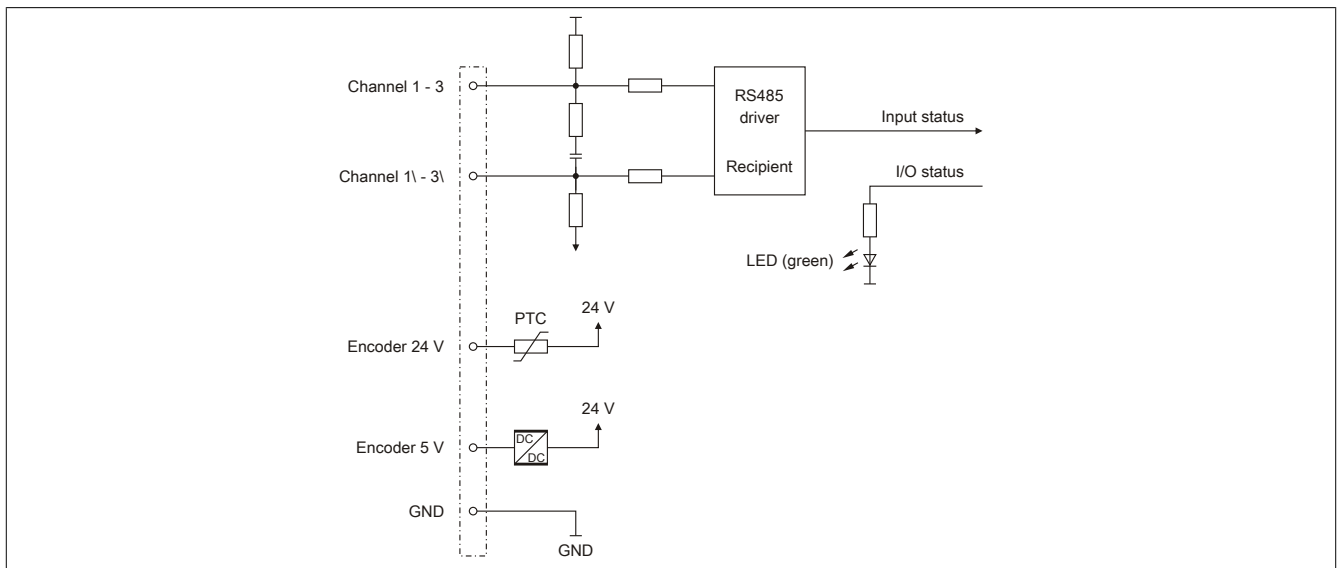 Channel 1 - 3
RS485
driver
Recipient
Input status
Channel 1\ - 3\
I/O status
LED (green)
24 V
PTC
Encoder 24 V
24 V
Encoder 5 V
DC
DC
GND
GND